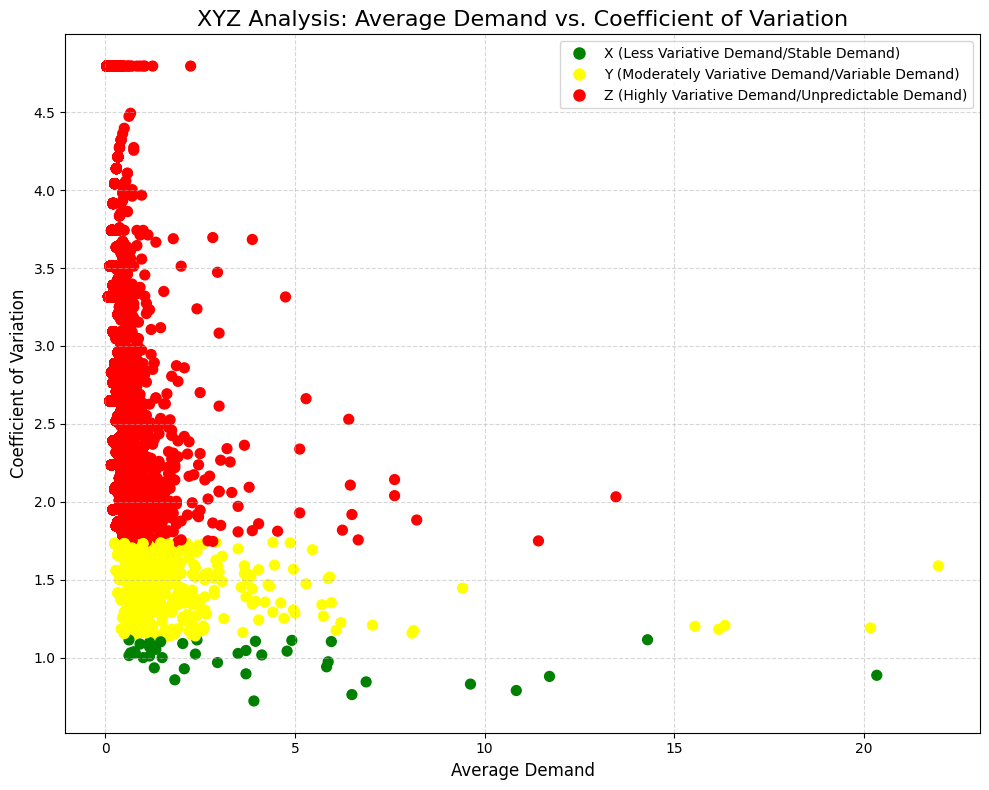 XYZ Analysis: Average Demand vs. Coefficient of Variation
X (Less Variative Demand/Stable Demand)
Y (Moderately Variative Demand/Variable Demand)
Z (Highly Variative Demand/Unpredictable Demand)
Coefficient of Variation
4.5
4.0
3.5
3.0
2.5
2.0
1.5
1.0
0
5
10
15
20
Average Demand